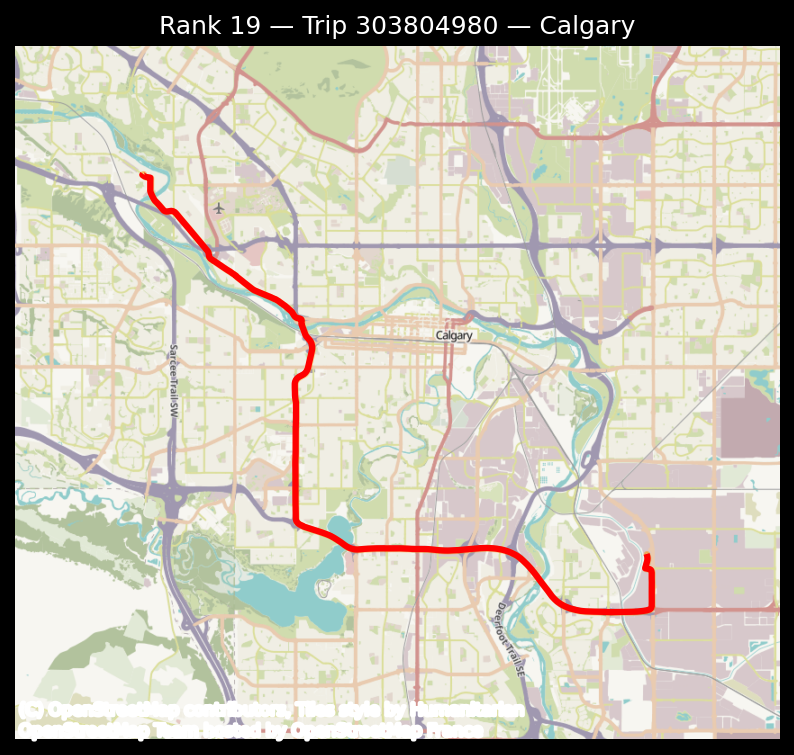 Rank 19 — Trip 303804980 — Calgary
Calgary
Sarcee Trail SW
Deerfoot Trail SE
(C) OpenStreetMap contributors, Tiles style by Humanitarian
OpenStreetMap Team hosted by OpenStreetMap France